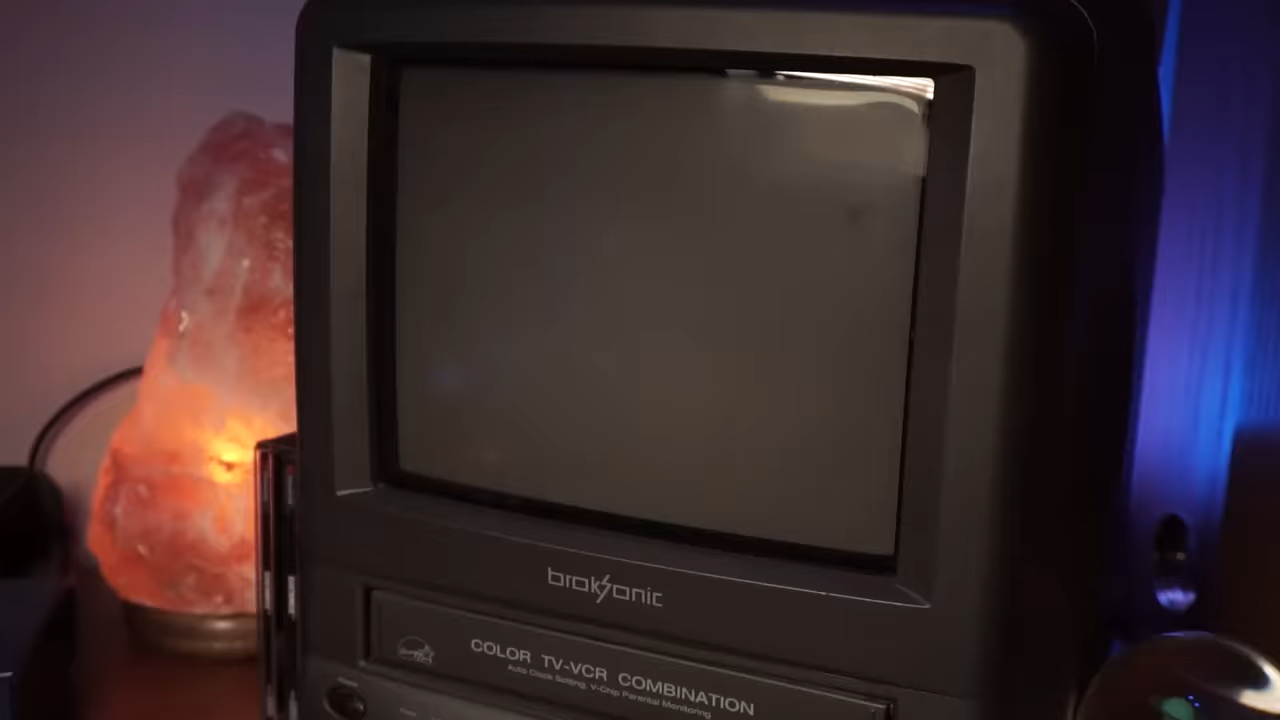 broksonic
COLOR TV-VCR COMBINATION
Auto Clock Setting, V-Chip Parental Monitoring